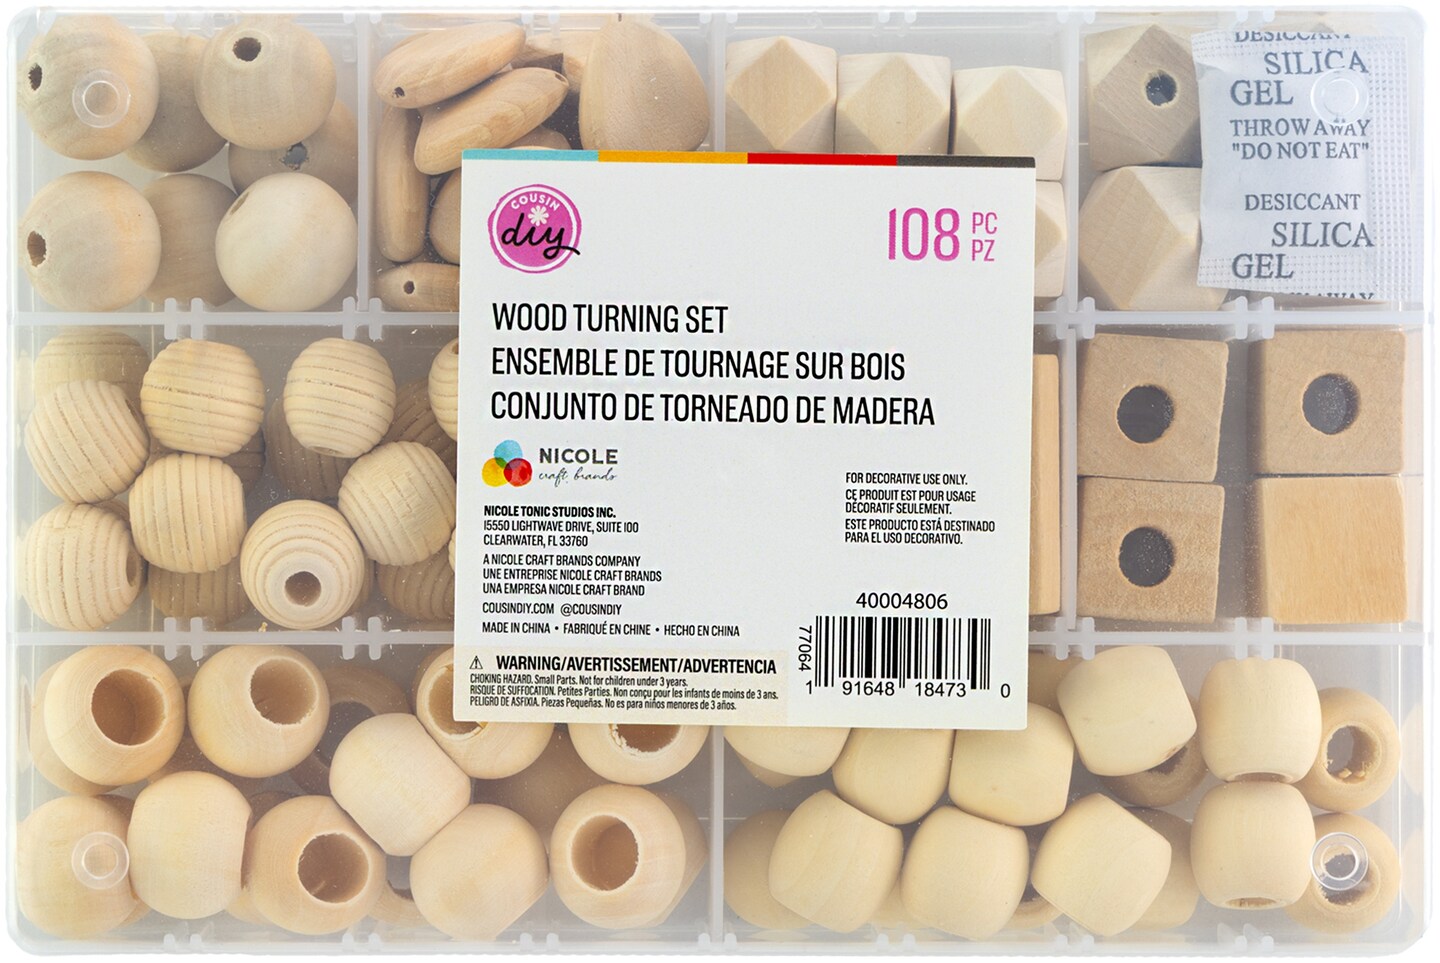 DESICCANT
SILICA
GEL
THROW AWAY
"DO NOT EAT"
DESICCANT
SILICA
GEL
THROW AWAY
COUSIN
diy
108 PC
PZ
WOOD TURNING SET
ENSEMBLE DE TOURNAGE SUR BOIS
CONJUNTO DE TORNEADO DE MADERA
NICOLE
craft brands
NICOLE TONIC STUDIOS INC.
15550 LIGHTWAVE DRIVE, SUITE 100
CLEARWATER, FL 33760
A NICOLE CRAFT BRANDS COMPANY
UNE ENTREPRISE NICOLE CRAFT BRANDS
UNA EMPRESA NICOLE CRAFT BRAND
COUSINDIY.COM @COUSINDIY
MADE IN CHINA • FABRIQUÉ EN CHINE • HECHO EN CHINA
FOR DECORATIVE USE ONLY.
CE PRODUIT EST POUR USAGE
DÉCORATIF SEULEMENT.
ESTE PRODUCTO ESTÁ DESTINADO
PARA EL USO DECORATIVO.
40004806
77064
1 91648 18473 0
⚠ WARNING/AVERTISSEMENT/ADVERTENCIA
CHOKING HAZARD. Small Parts. Not for children under 3 years.
RISQUE DE SUFFOCATION. Petites Parties. Non conçu pour les infants de moins de 3 ans.
PELIGRO DE ASFIXIA. Piezas Pequeñas. No es para niños menores de 3 años.